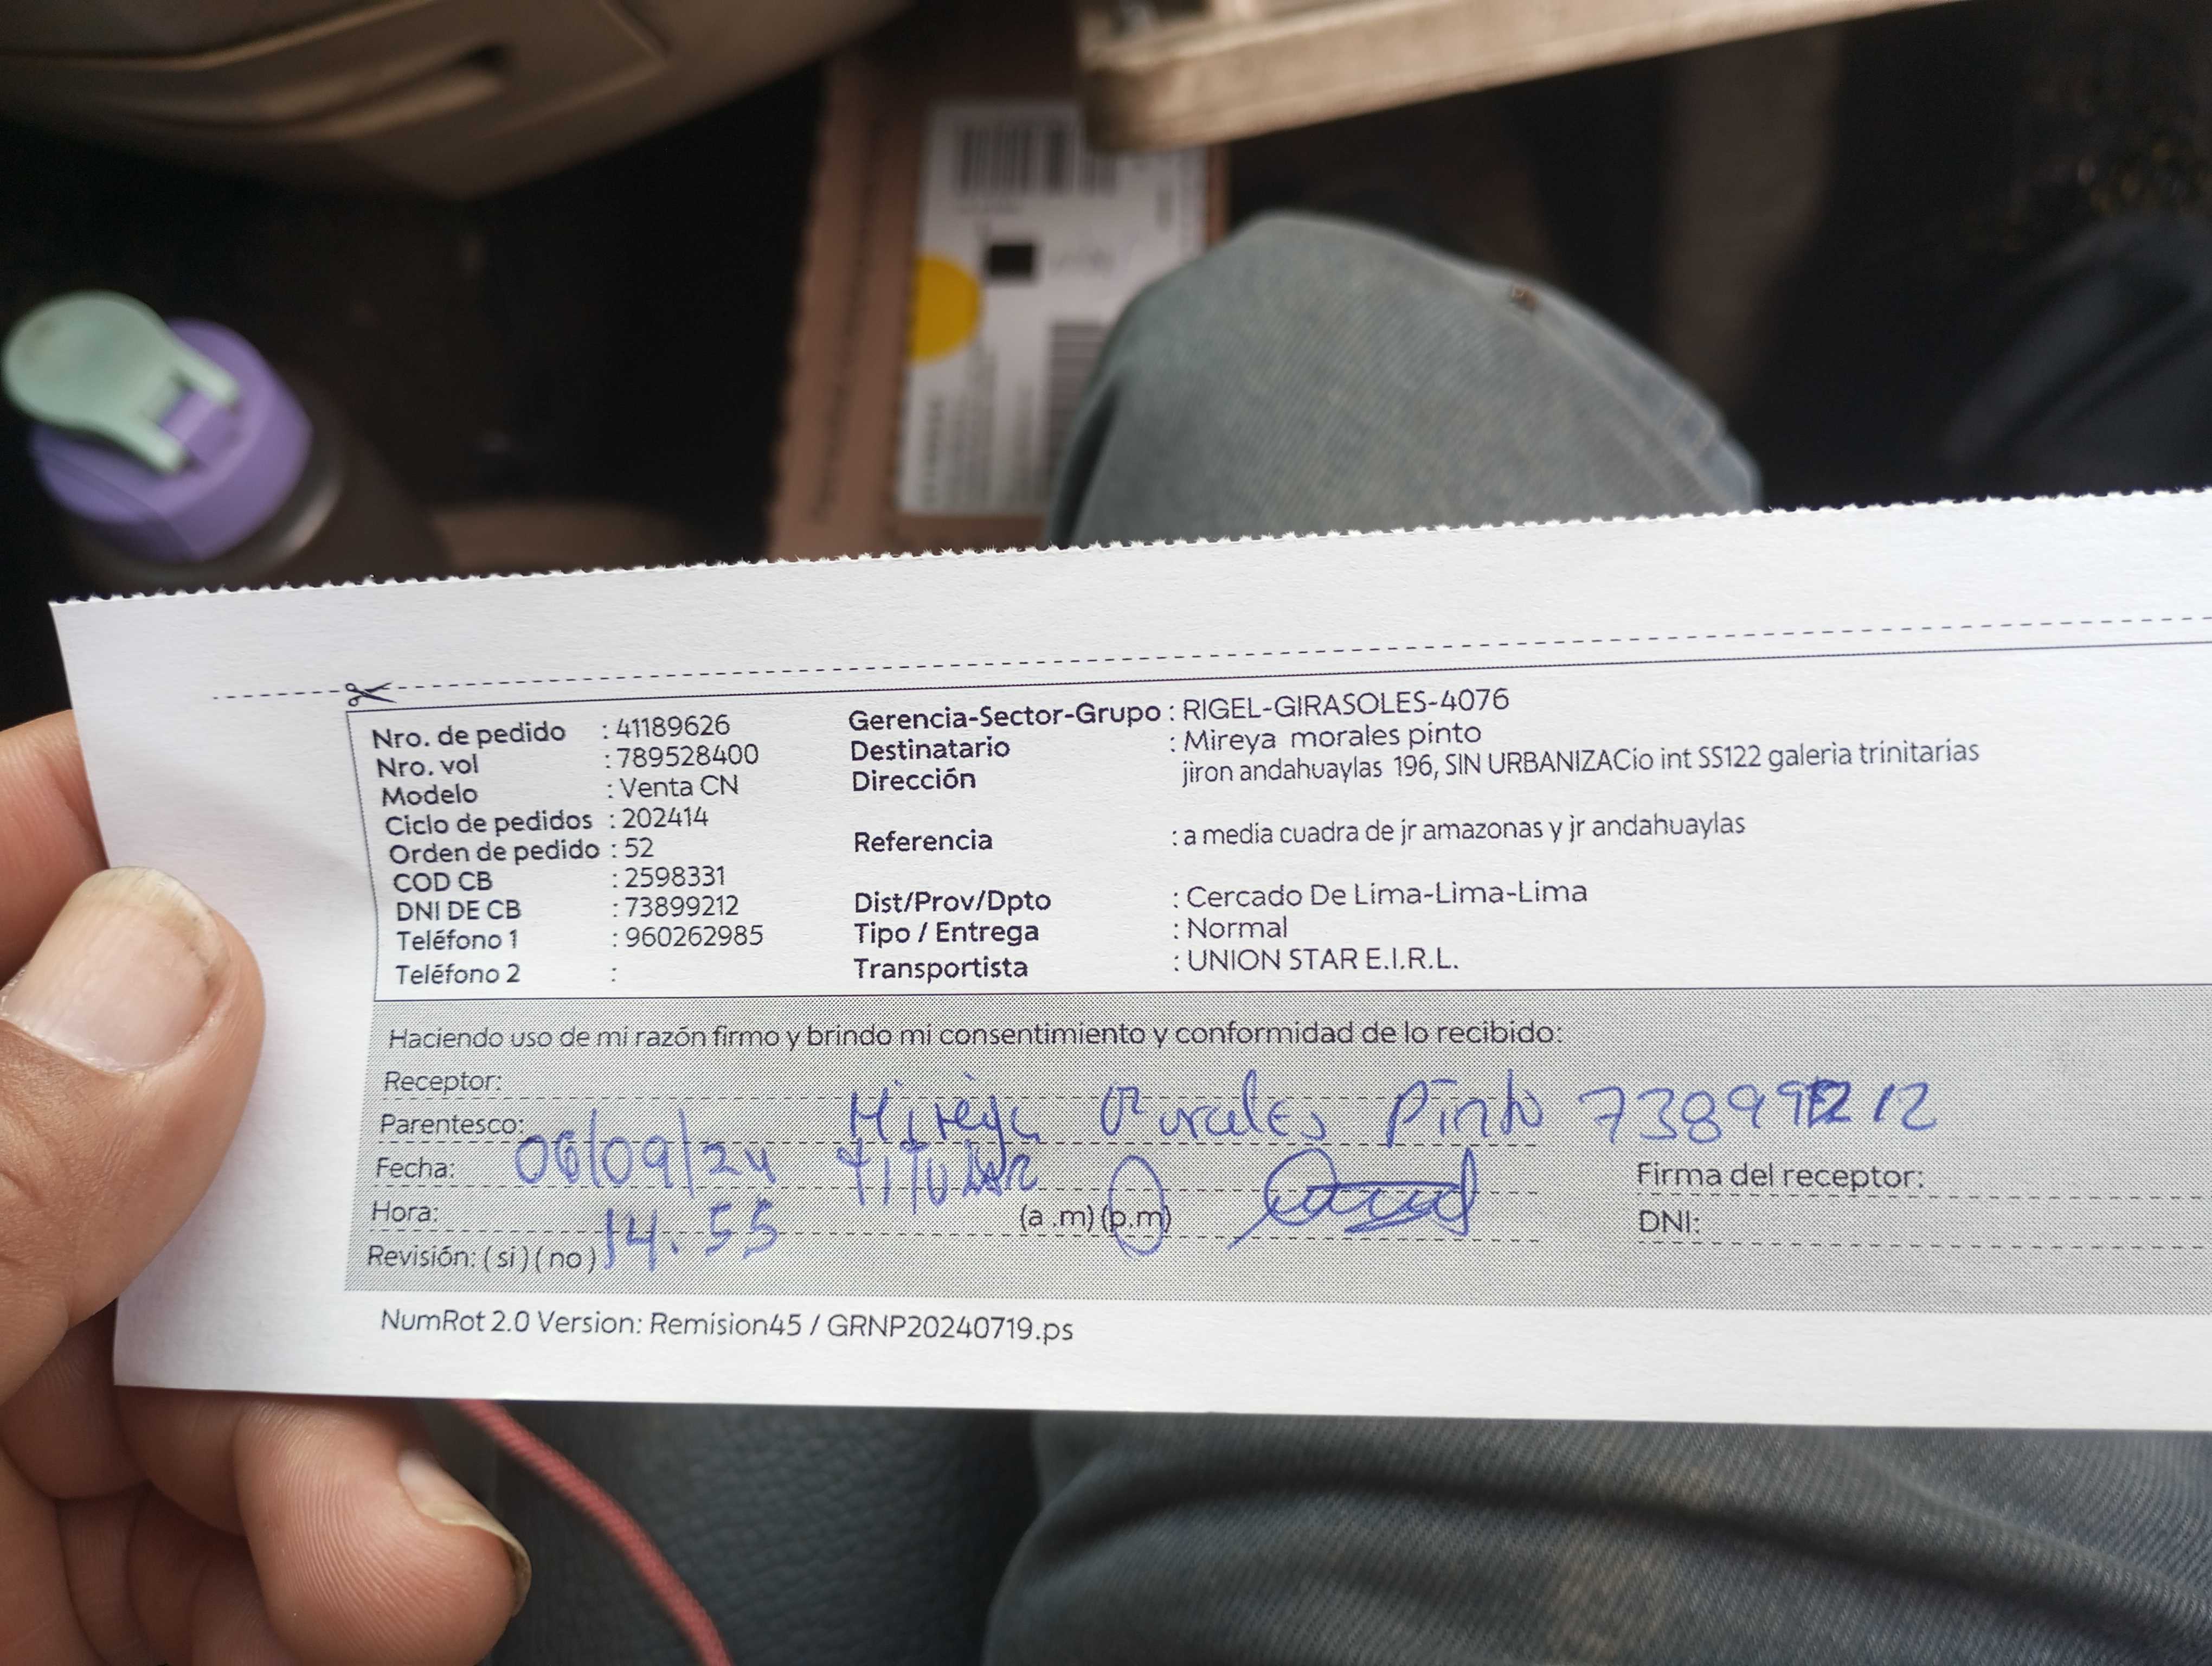 Nro. de pedido : 41189626
Nro. vol : 789528400
Modelo : Venta CN
Ciclo de pedidos : 202414
Orden de pedido : 52
COD CB : 2598331
DNI DE CB : 73899212
Teléfono 1 : 960262985
Teléfono 2 :
Gerencia-Sector-Grupo : RIGEL-GIRASOLES-4076
Destinatario : Mireya morales pinto
Dirección jiron andahuaylas 196, SIN URBANIZACio int SS122 galeria trinitarias
Referencia : a media cuadra de jr amazonas y jr andahuaylas
Dist/Prov/Dpto : Cercado De Lima-Lima-Lima
Tipo / Entrega : Normal
Transportista : UNION STAR E.I.R.L.
Haciendo uso de mi razón firmo y brindo mi consentimiento y conformidad de lo recibido:
Receptor: Mireya Morales Pinto
Parentesco: TITULAR
Fecha: 06/09/24
Hora: 14.55 (a .m) (p.m)
Revisión: ( si ) ( no )
Firma del receptor:
DNI:
NumRot 2.0 Version: Remision45 / GRNP20240719.ps